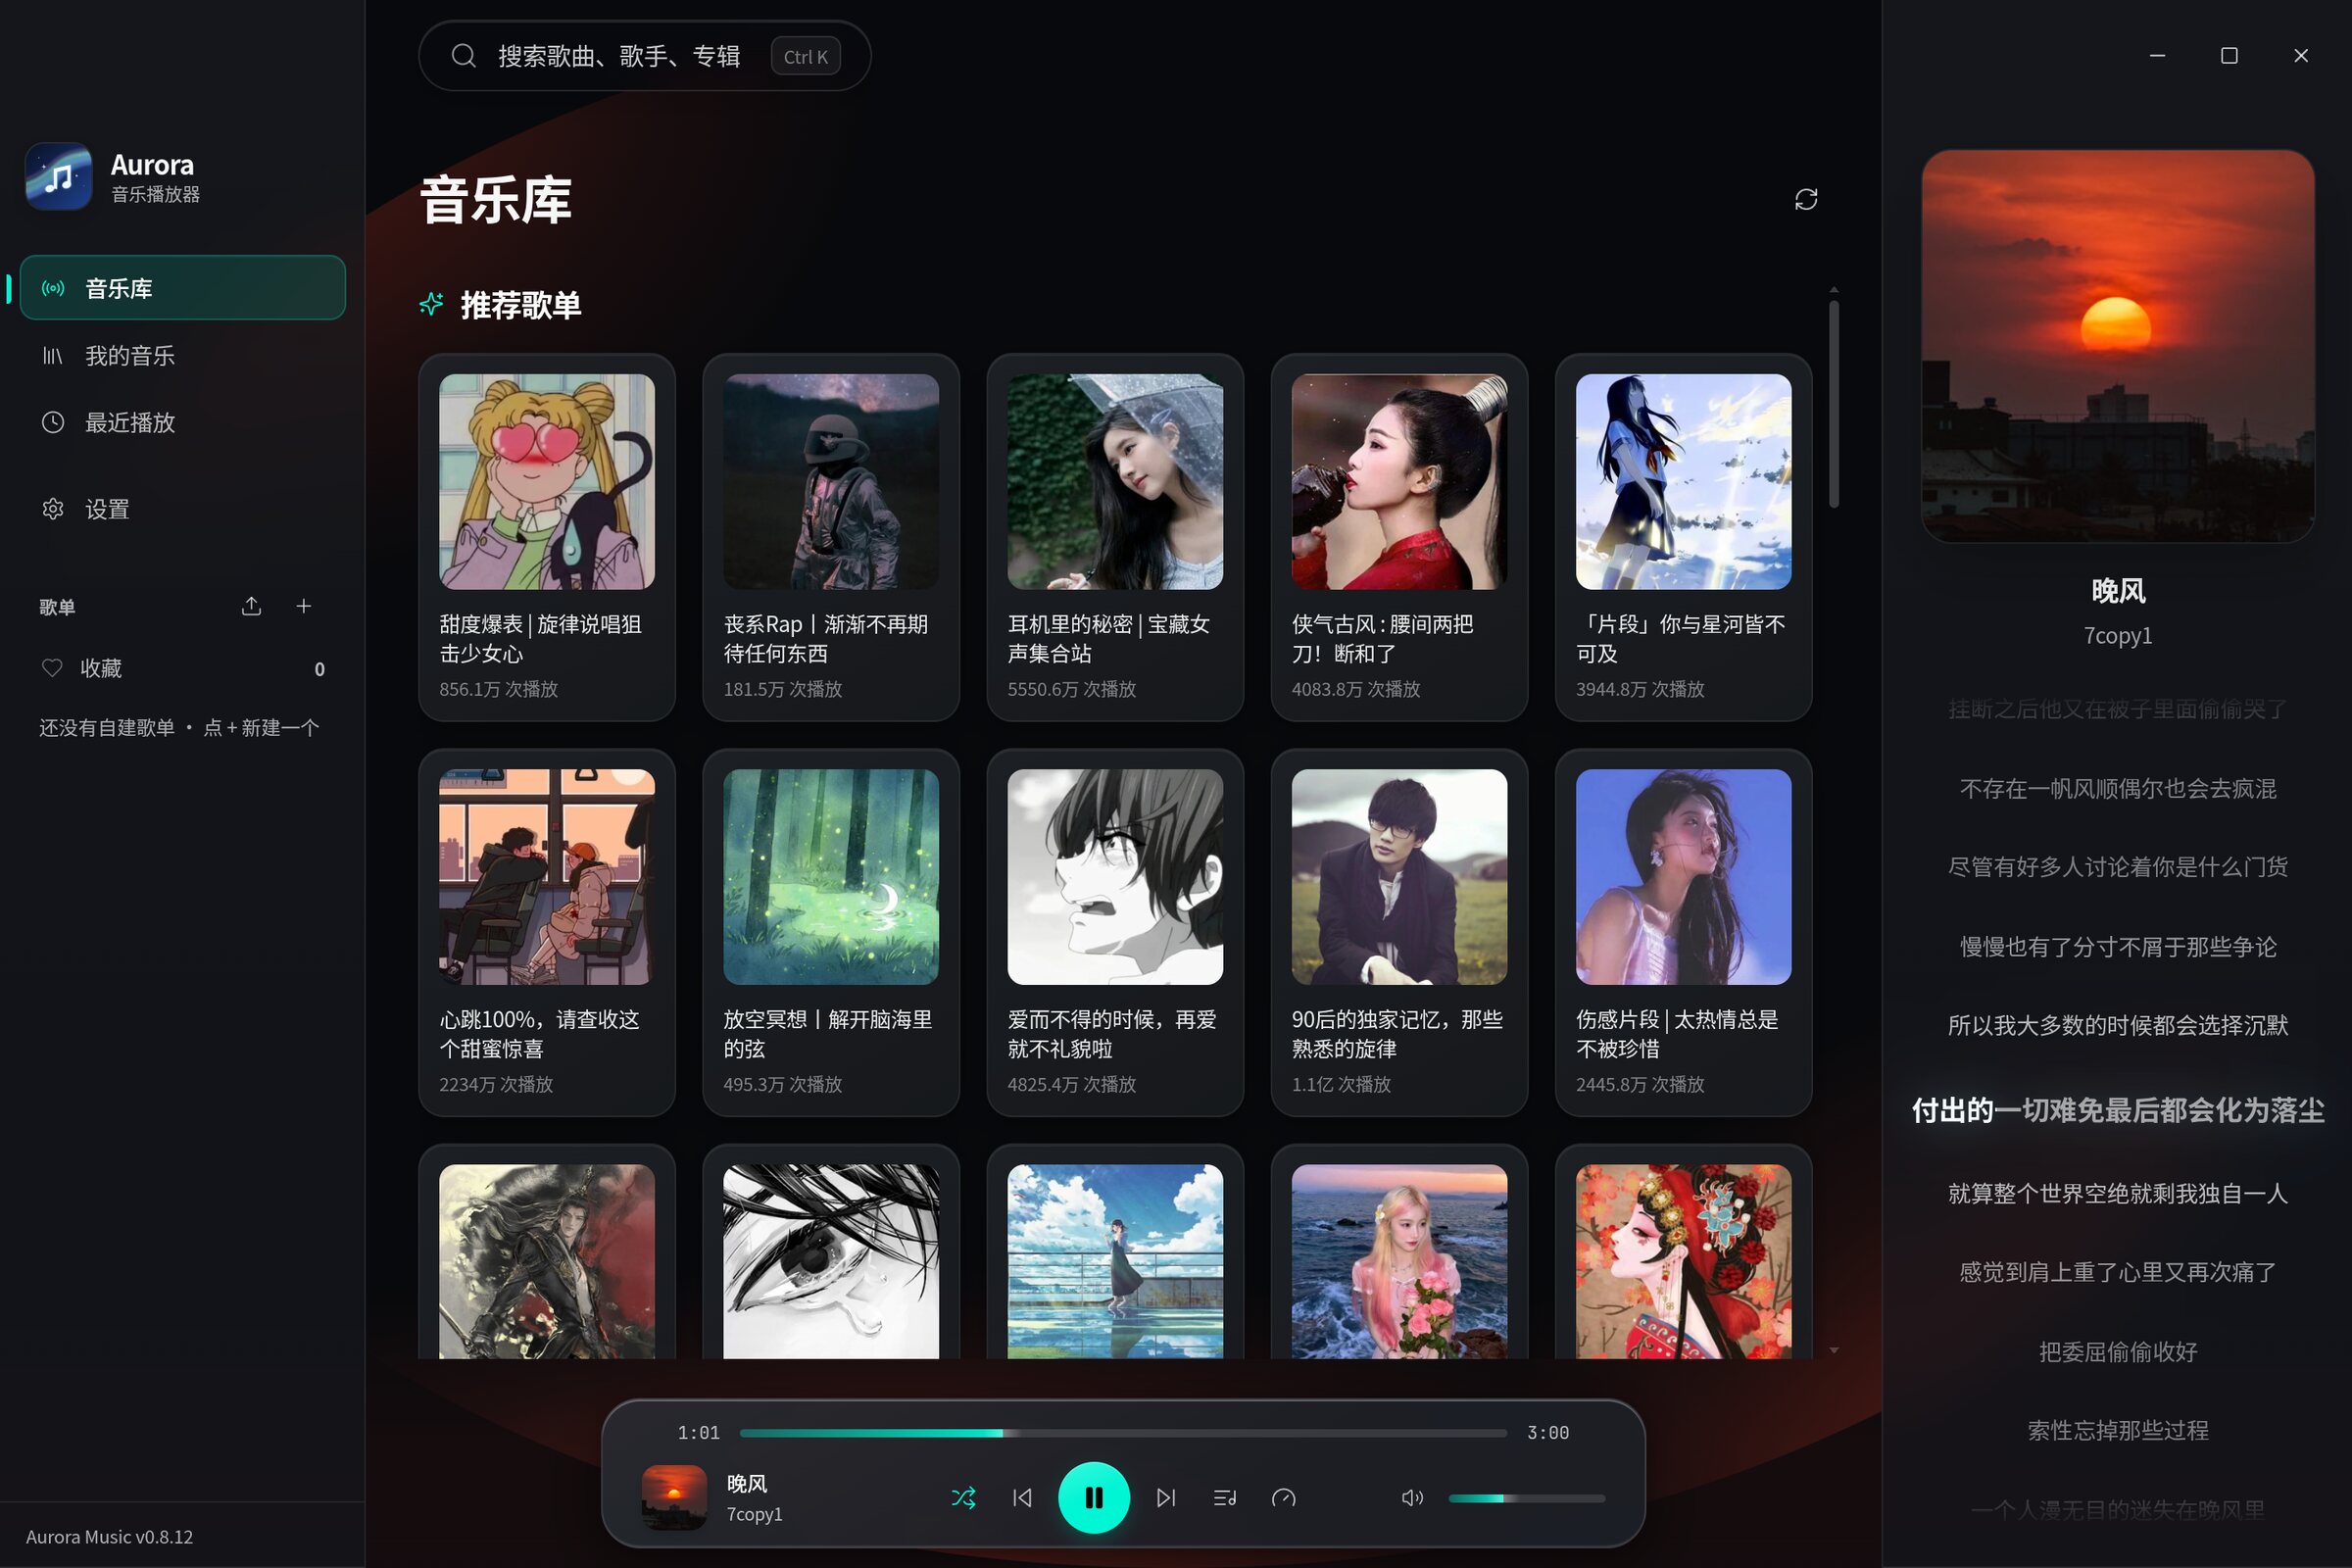 搜索歌曲、歌手、专辑
Ctrl K
Aurora
音乐播放器
音乐库
我的音乐
最近播放
设置
歌单
收藏
0
还没有自建歌单 · 点 + 新建一个
Aurora Music v0.8.12
音乐库
推荐歌单
甜度爆表 | 旋律说唱狙
击少女心
856.1万 次播放
丧系Rap丨渐渐不再期
待任何东西
181.5万 次播放
耳机里的秘密 | 宝藏女
声集合站
5550.6万 次播放
侠气古风 : 腰间两把
刀！断和了
4083.8万 次播放
「片段」你与星河皆不
可及
3944.8万 次播放
心跳100%，请查收这
个甜蜜惊喜
2234万 次播放
放空冥想丨解开脑海里
的弦
495.3万 次播放
爱而不得的时候，再爱
就不礼貌啦
4825.4万 次播放
90后的独家记忆，那些
熟悉的旋律
1.1亿 次播放
伤感片段 | 太热情总是
不被珍惜
2445.8万 次播放
1:01
3:00
晚风
7copy1
晚风
7copy1
挂断之后他又在被子里面偷偷哭了
不存在一帆风顺偶尔也会去疯混
尽管有好多人讨论着你是什么门货
慢慢也有了分寸不屑于那些争论
所以我大多数的时候都会选择沉默
付出的一切难免最后都会化为落尘
就算整个世界空绝就剩我独自一人
感觉到肩上重了心里又再次痛了
把委屈偷偷收好
索性忘掉那些过程
一个人漫无目的迷失在晚风里